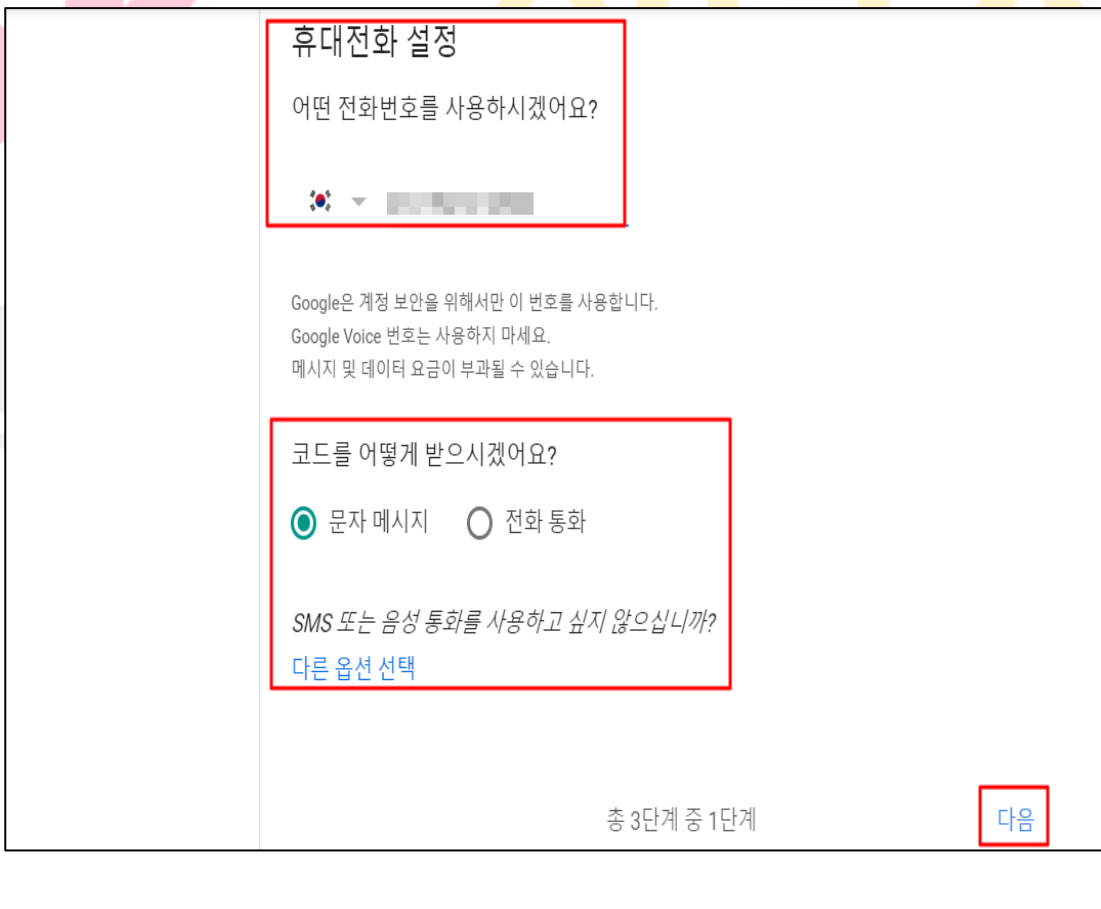 휴대전화 설정
어떤 전화번호를 사용하시겠어요?
Google은 계정 보안을 위해서만 이 번호를 사용합니다.
Google Voice 번호는 사용하지 마세요.
메시지 및 데이터 요금이 부과될 수 있습니다.
코드를 어떻게 받으시겠어요?
문자 메시지 전화 통화
SMS 또는 음성 통화를 사용하고 싶지 않으십니까?
다른 옵션 선택
총 3단계 중 1단계 다음